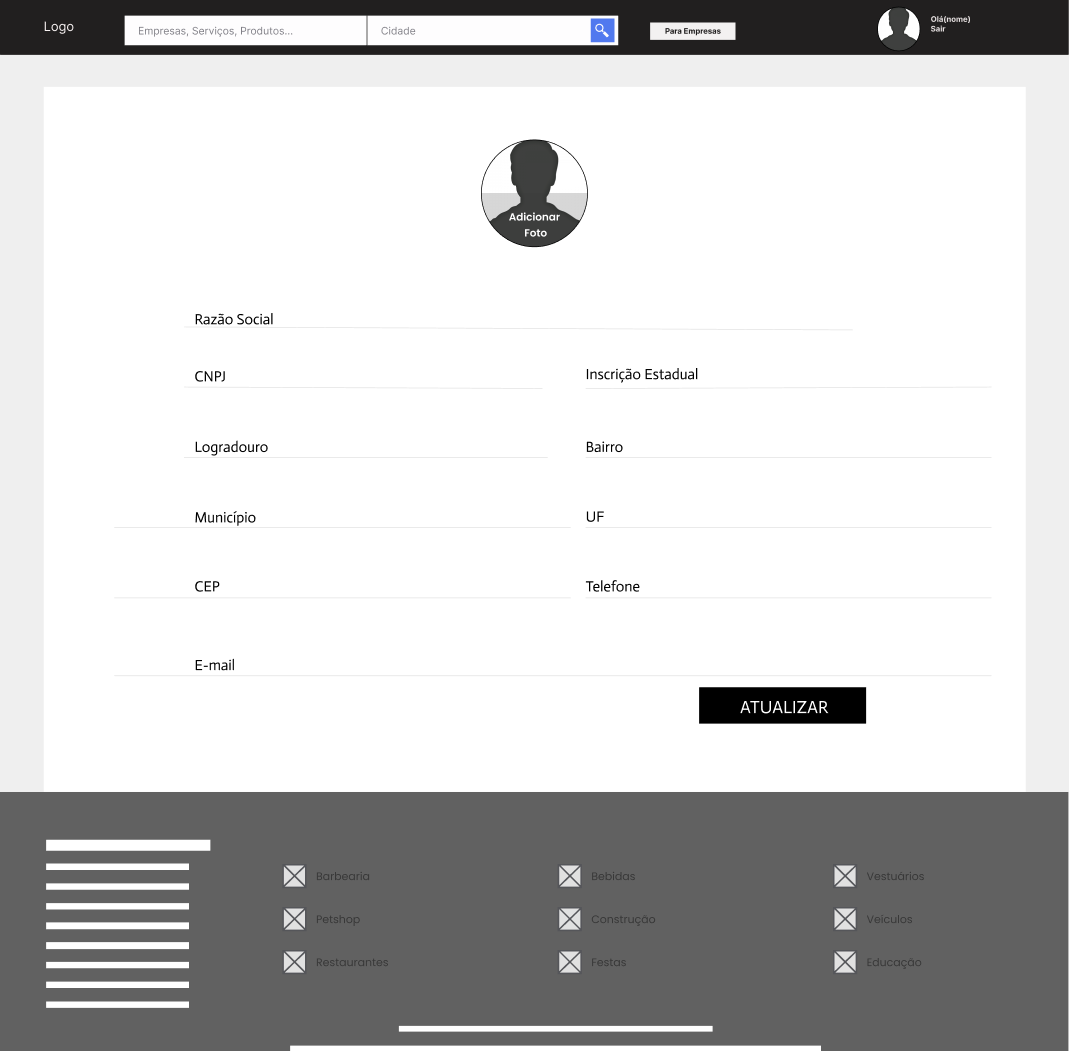 Logo
Empresas, Serviços, Produtos...
Cidade
Para Empresas
Olá(nome)
Sair
Adicionar
Foto
Razão Social
CNPJ
Inscrição Estadual
Logradouro
Bairro
Município
UF
CEP
Telefone
E-mail
ATUALIZAR
Barbearia
Bebidas
Vestuários
Petshop
Construção
Veículos
Restaurantes
Festas
Educação